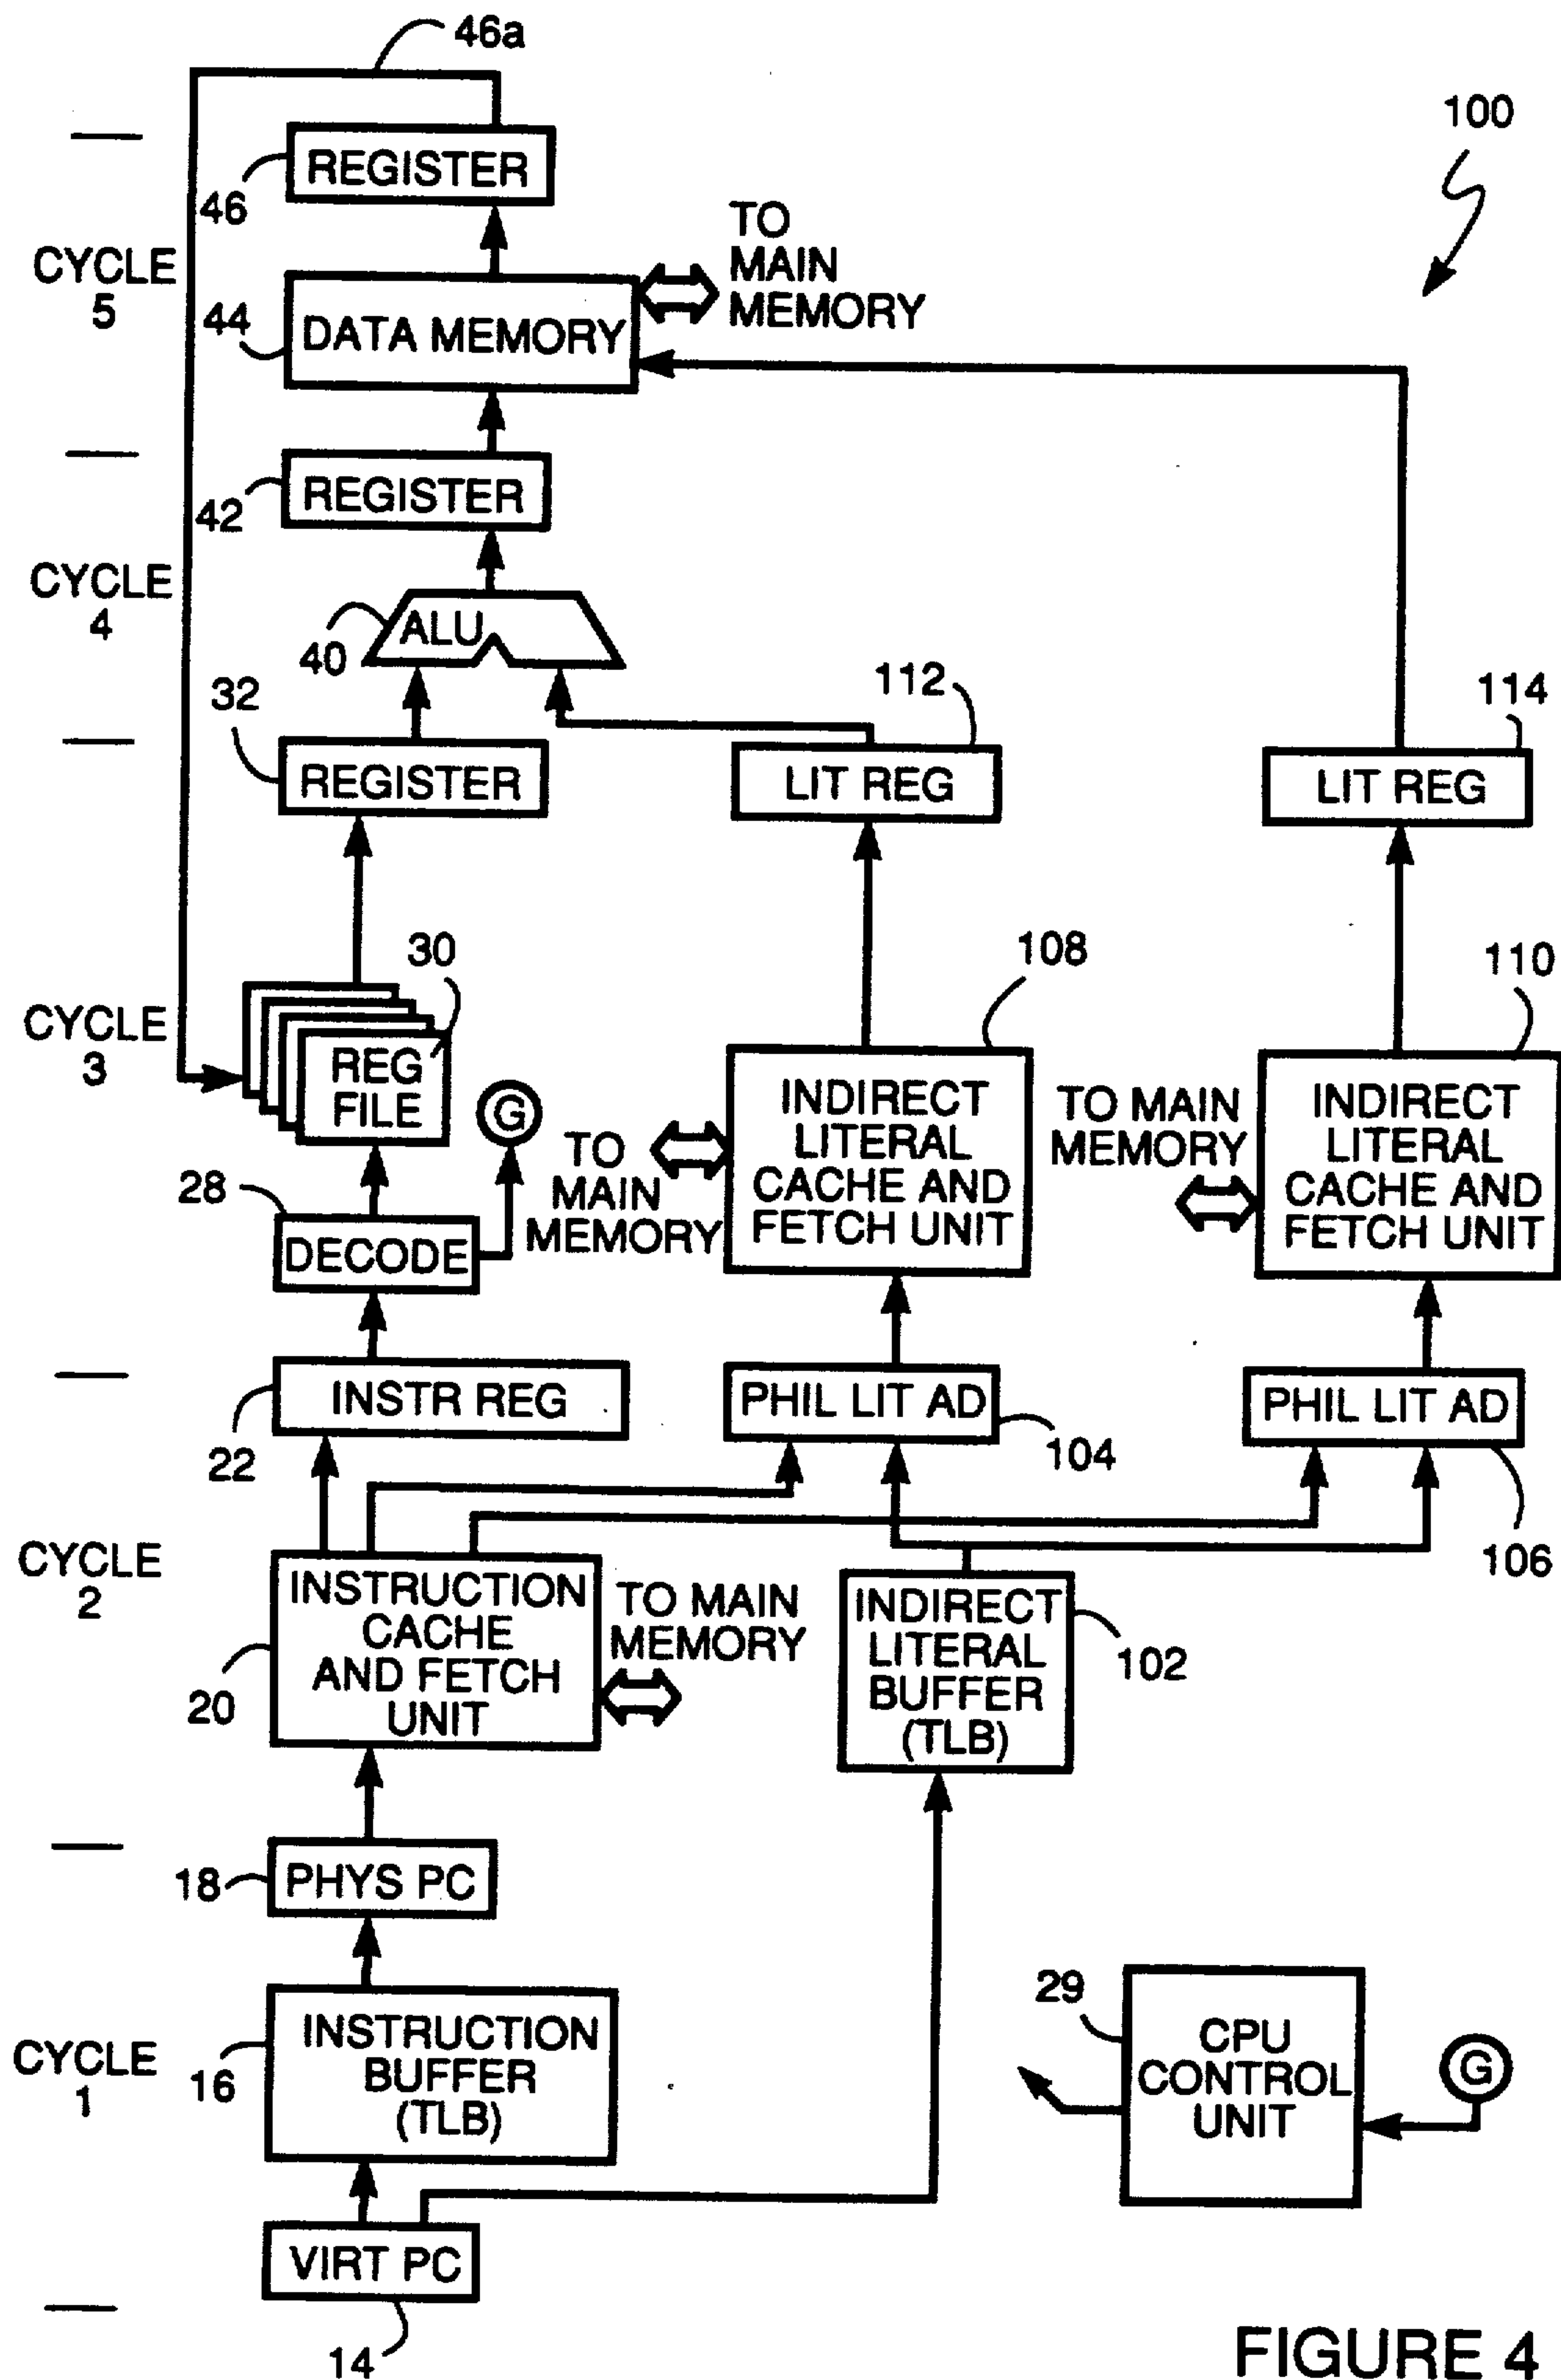 46a
100
REGISTER
46
TO
MAIN
MEMORY
CYCLE
5
44
DATA MEMORY
REGISTER
42
CYCLE
4
ALU
40
32
112
114
REGISTER
LIT REG
LIT REG
30
108
110
CYCLE
3
REG
FILE
G
TO
MAIN
MEMORY
INDIRECT
LITERAL
CACHE AND
FETCH UNIT
TO MAIN
MEMORY
INDIRECT
LITERAL
CACHE AND
FETCH UNIT
28
DECODE
INSTR REG
PHIL LIT AD
PHIL LIT AD
22
104
106
CYCLE
2
INSTRUCTION
CACHE
AND FETCH
UNIT
20
TO MAIN
MEMORY
INDIRECT
LITERAL
BUFFER
(TLB)
102
18
PHYS PC
29
CPU
CONTROL
UNIT
G
CYCLE
1
16
INSTRUCTION
BUFFER
(TLB)
VIRT PC
14
FIGURE 4